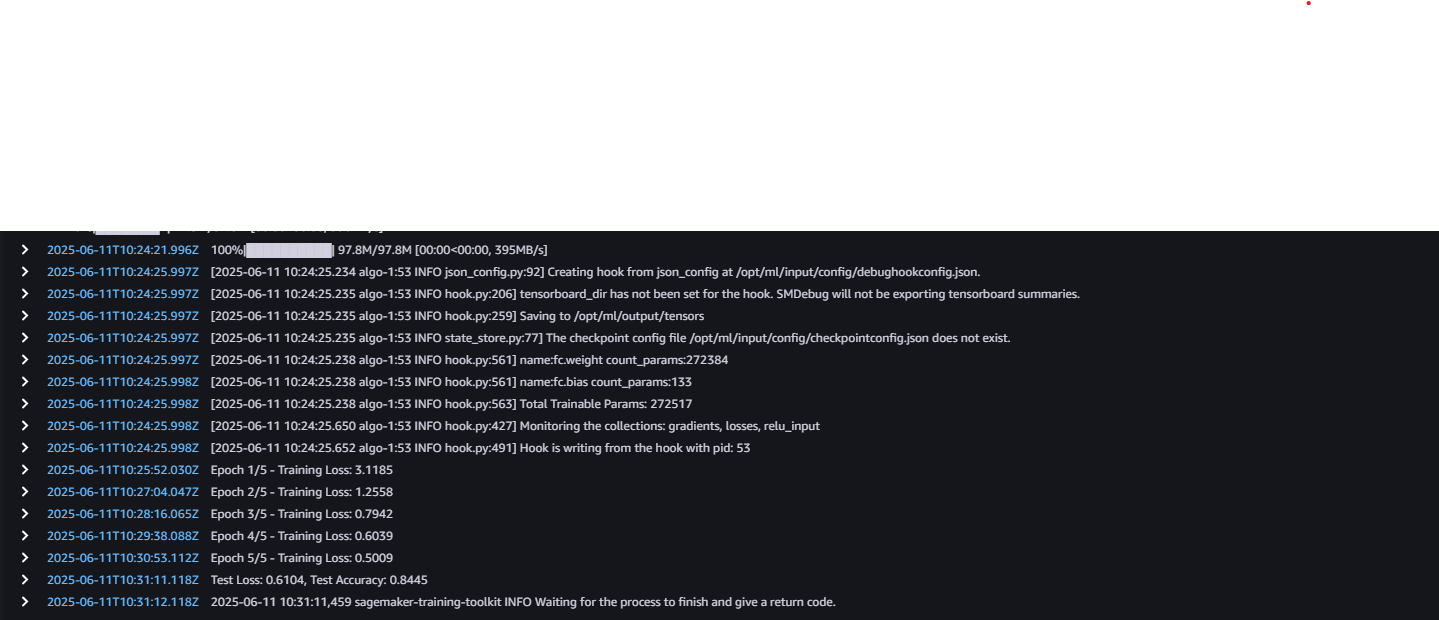 2025-06-11T10:24:21.996Z 100%|██████████| 97.8M/97.8M [00:00<00:00, 395MB/s]
2025-06-11T10:24:25.997Z [2025-06-11 10:24:25.234 algo-1:53 INFO json_config.py:92] Creating hook from json_config at /opt/ml/input/config/debughookconfig.json.
2025-06-11T10:24:25.997Z [2025-06-11 10:24:25.235 algo-1:53 INFO hook.py:206] tensorboard_dir has not been set for the hook. SMDebug will not be exporting tensorboard summaries.
2025-06-11T10:24:25.997Z [2025-06-11 10:24:25.235 algo-1:53 INFO hook.py:259] Saving to /opt/ml/output/tensors
2025-06-11T10:24:25.997Z [2025-06-11 10:24:25.235 algo-1:53 INFO state_store.py:77] The checkpoint config file /opt/ml/input/config/checkpointconfig.json does not exist.
2025-06-11T10:24:25.997Z [2025-06-11 10:24:25.238 algo-1:53 INFO hook.py:561] name:fc.weight count_params:272384
2025-06-11T10:24:25.998Z [2025-06-11 10:24:25.238 algo-1:53 INFO hook.py:561] name:fc.bias count_params:133
2025-06-11T10:24:25.998Z [2025-06-11 10:24:25.238 algo-1:53 INFO hook.py:563] Total Trainable Params: 272517
2025-06-11T10:24:25.998Z [2025-06-11 10:24:25.650 algo-1:53 INFO hook.py:427] Monitoring the collections: gradients, losses, relu_input
2025-06-11T10:24:25.998Z [2025-06-11 10:24:25.652 algo-1:53 INFO hook.py:491] Hook is writing from the hook with pid: 53
2025-06-11T10:25:52.030Z Epoch 1/5 - Training Loss: 3.1185
2025-06-11T10:27:04.047Z Epoch 2/5 - Training Loss: 1.2558
2025-06-11T10:28:16.065Z Epoch 3/5 - Training Loss: 0.7942
2025-06-11T10:29:38.088Z Epoch 4/5 - Training Loss: 0.6039
2025-06-11T10:30:53.112Z Epoch 5/5 - Training Loss: 0.5009
2025-06-11T10:31:11.118Z Test Loss: 0.6104, Test Accuracy: 0.8445
2025-06-11T10:31:12.118Z 2025-06-11 10:31:11,459 sagemaker-training-toolkit INFO Waiting for the process to finish and give a return code.